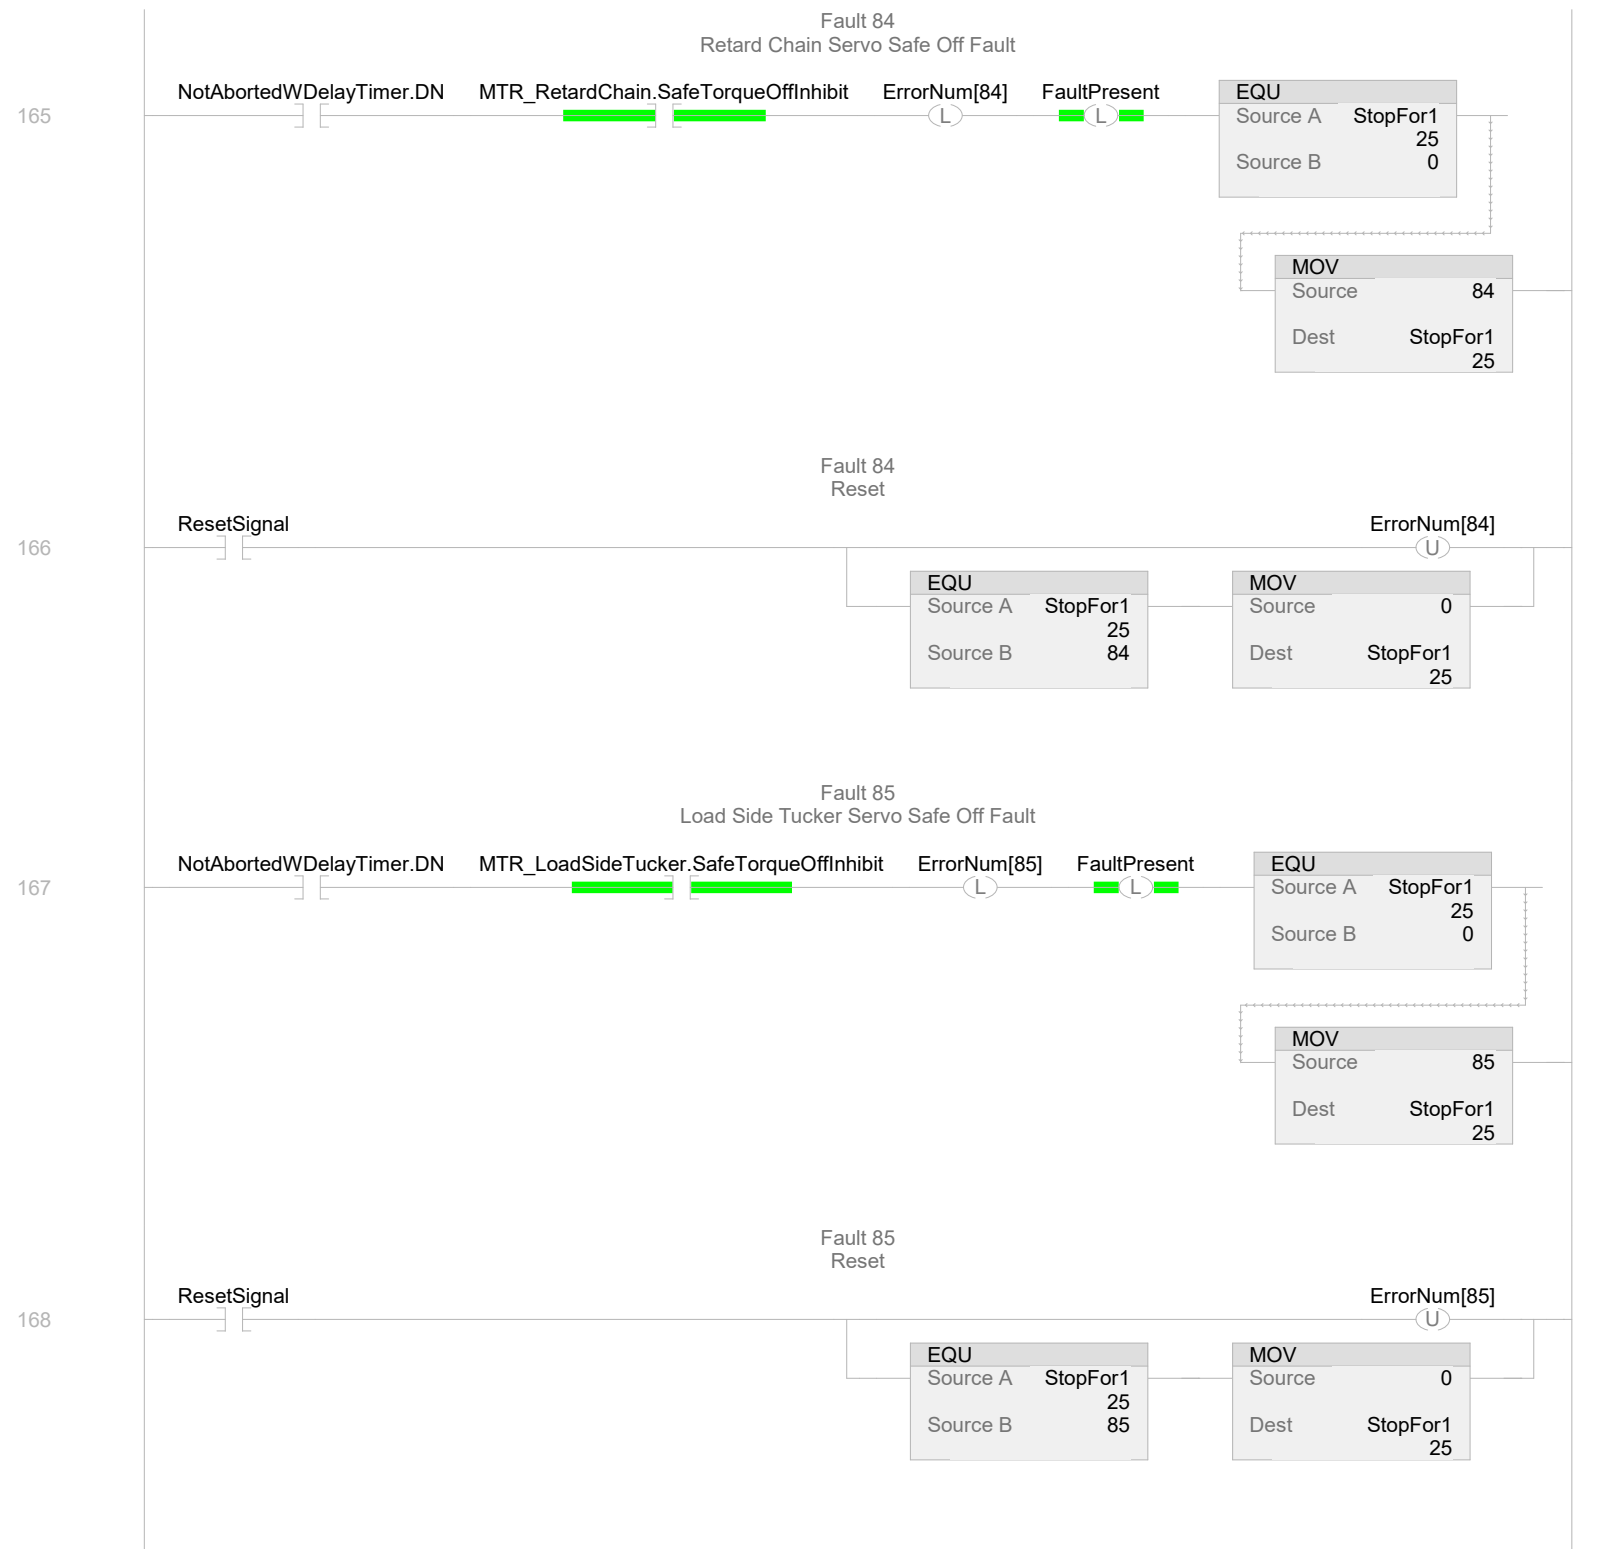 Fault 84
Retard Chain Servo Safe Off Fault
165
NotAbortedWDelayTimer.DN
MTR_RetardChain.SafeTorqueOffInhibit
ErrorNum[84]
L
FaultPresent
L
EQU
Source A StopFor1
25
Source B 0
MOV
Source 84
Dest StopFor1
25
Fault 84
Reset
166
ResetSignal
ErrorNum[84]
U
EQU
Source A StopFor1
25
Source B 84
MOV
Source 0
Dest StopFor1
25
Fault 85
Load Side Tucker Servo Safe Off Fault
167
NotAbortedWDelayTimer.DN
MTR_LoadSideTucker.SafeTorqueOffInhibit
ErrorNum[85]
L
FaultPresent
L
EQU
Source A StopFor1
25
Source B 0
MOV
Source 85
Dest StopFor1
25
Fault 85
Reset
168
ResetSignal
ErrorNum[85]
U
EQU
Source A StopFor1
25
Source B 85
MOV
Source 0
Dest StopFor1
25